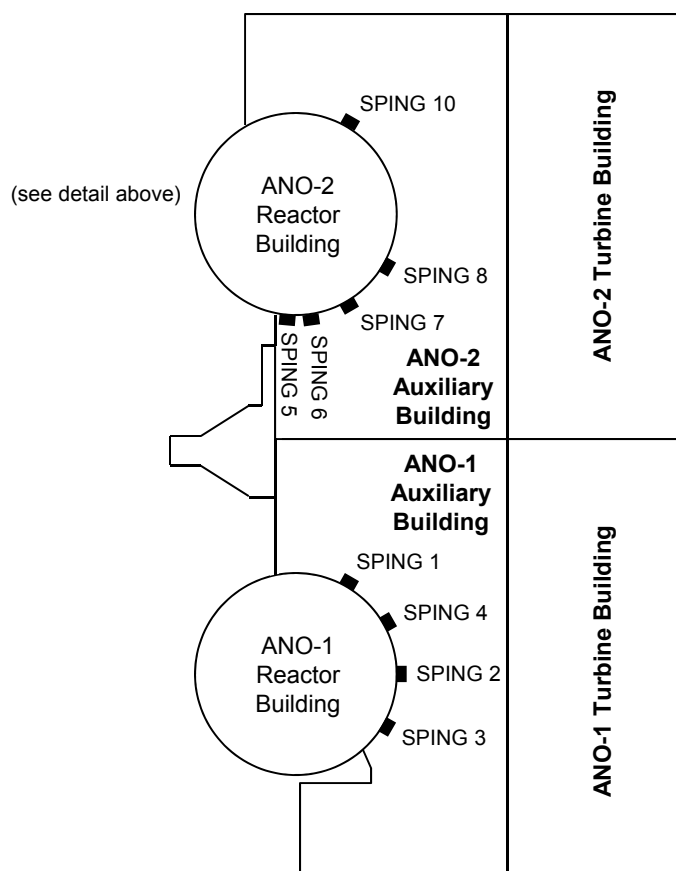 SPING 10
(see detail above)
ANO-2
Reactor
Building
ANO-2 Turbine Building
SPING 8
SPING 7
SPING 5
SPING 6
ANO-2
Auxiliary
Building
ANO-1
Auxiliary
Building
SPING 1
SPING 4
ANO-1
Reactor
Building
SPING 2
SPING 3
ANO-1 Turbine Building